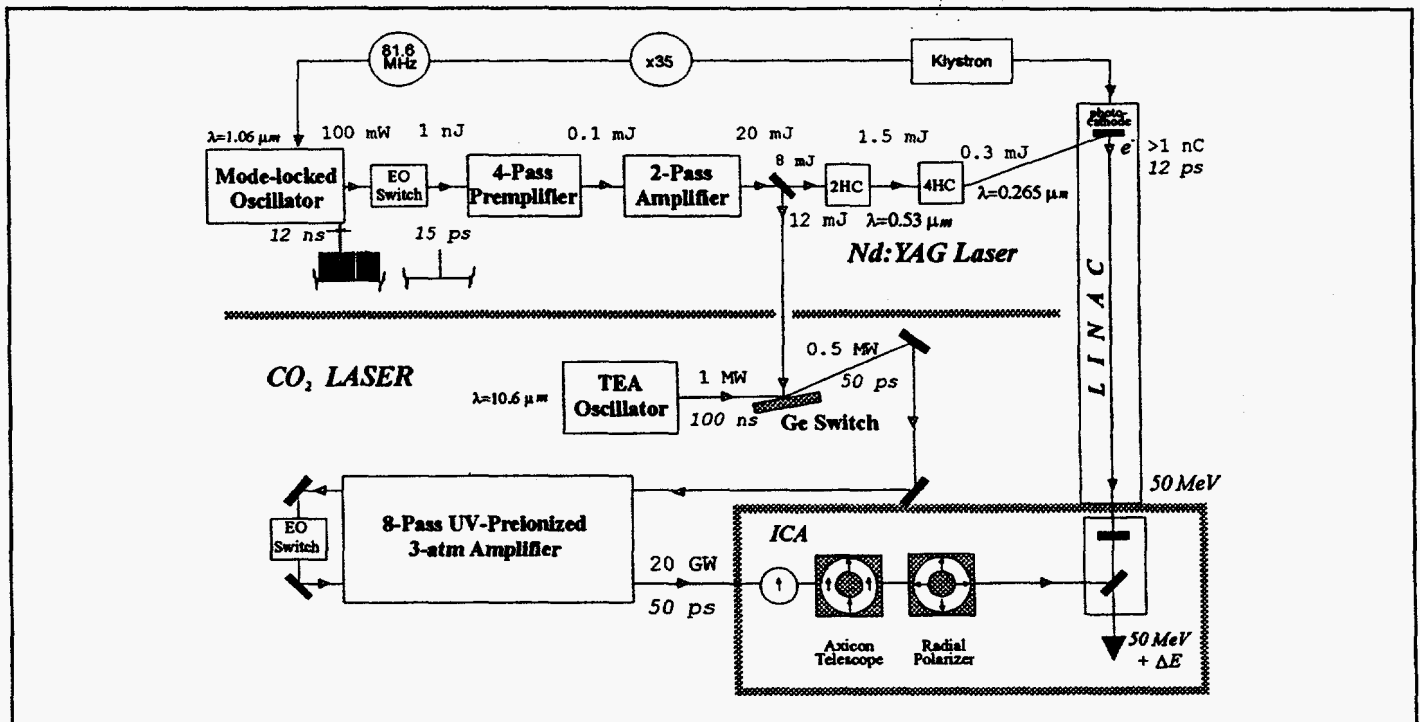 81.6
MHz
x35
Klystron
λ=1.06 μm
100 mW
1 nJ
0.1 mJ
20 mJ
8 mJ
1.5 mJ
0.3 mJ
photo-
cathode
e⁻
>1 nC
12 ps
Mode-locked
Oscillator
EO
Switch
4-Pass
Premplifier
2-Pass
Amplifier
2HC
4HC
λ=0.265 μm
12 mJ
λ=0.53 μm
12 ns
15 ps
Nd:YAG Laser
LINAC
CO₂ LASER
λ=10.6 μm
TEA
Oscillator
1 MW
100 ns
0.5 MW
50 ps
Ge Switch
50 MeV
EO
Switch
8-Pass UV-Preionized
3-atm Amplifier
20 GW
50 ps
ICA
Axicon
Telescope
Radial
Polarizer
50 MeV
+ ΔE